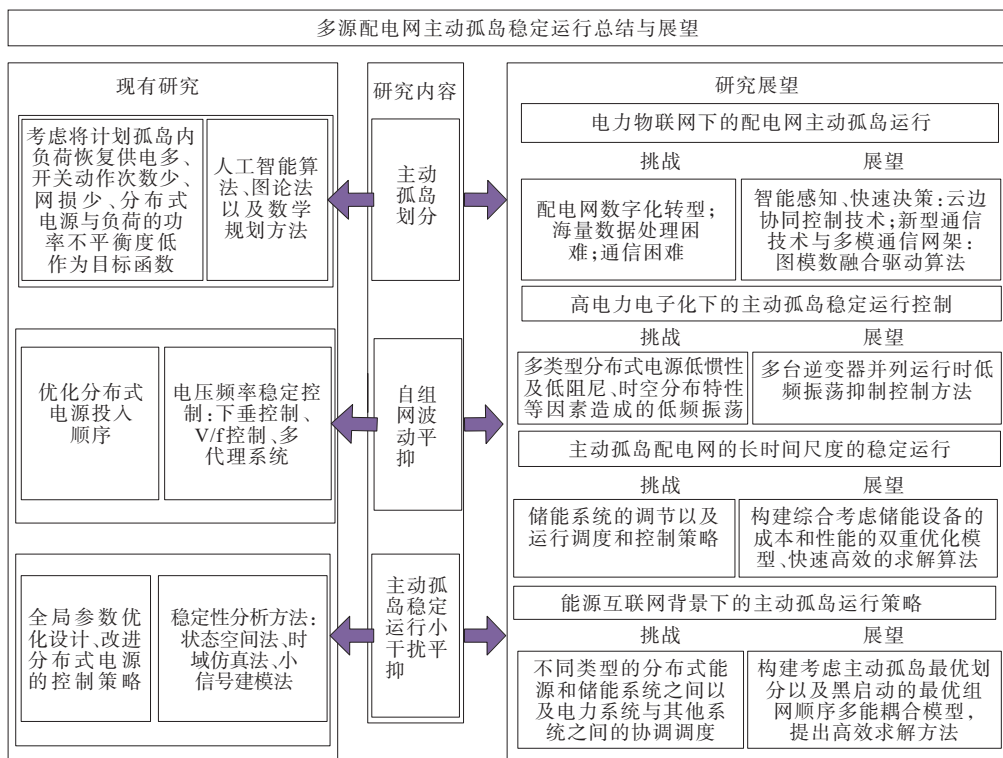 多源配电网主动孤岛稳定运行总结与展望
现有研究
考虑将计划孤岛内
负荷恢复供电多、
开关动作次数少、
网损少、分布式
电源与负荷的功
率不平衡度低
作为目标函数
人工智能算
法、图论法
以及数学
规划方法
优化分布式
电源投入
顺序
电压频率稳定控
制:下垂控制、
V/f控制、多
代理系统
全局参数优
化设计、改进
分布式电源
的控制策略
稳定性分析方法:
状态空间法、时
域仿真法、小
信号建模法
研究内容
主动
孤岛
划分
自组
网波
动平
抑
主动孤
岛稳定
运行小
干扰平
抑
研究展望
电力物联网下的配电网主动孤岛运行
挑战
展望
配电网数字化转型;
海量数据处理困
难;通信困难
智能感知、快速决策:云边
协同控制技术;新型通信
技术与多模通信网架:
图模数融合驱动算法
高电力电子化下的主动孤岛稳定运行控制
挑战
展望
多类型分布式电源低惯性
及低阻尼、时空分布特性
等因素造成的低频振荡
多台逆变器并列运行时低
频振荡抑制控制方法
主动孤岛配电网的长时间尺度的稳定运行
挑战
展望
储能系统的调节以及
运行调度和控制策略
构建综合考虑储能设备的
成本和性能的双重优化模
型、快速高效的求解算法
能源互联网背景下的主动孤岛运行策略
挑战
展望
不同类型的分布式能
源和储能系统之间以
及电力系统与其他系
统之间的协调调度
构建考虑主动孤岛最优划
分以及黑启动的最优组
网顺序多能耦合模型,
提出高效求解方法